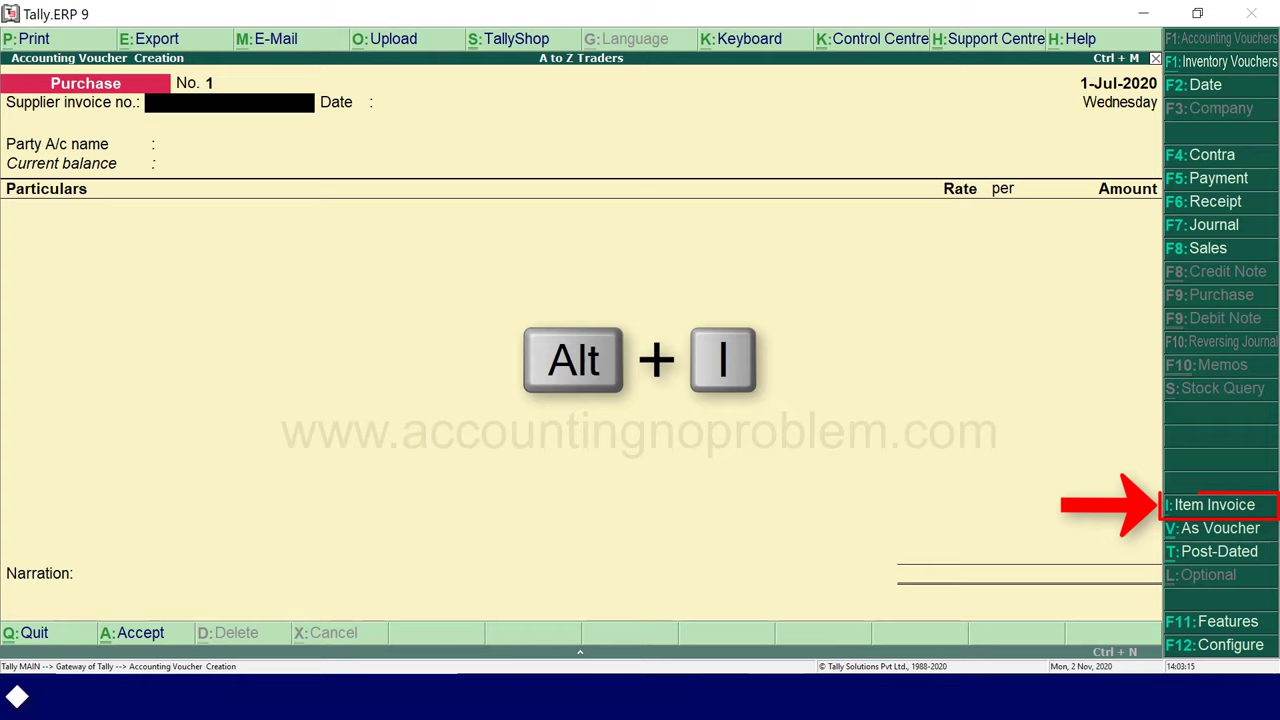 Tally.ERP 9
P: Print E: Export M: E-Mail O: Upload S: TallyShop G: Language K: Keyboard K: Control Centre H: Support Centre H: Help
Accounting Voucher Creation A to Z Traders Ctrl + M
Purchase No. 1 1-Jul-2020
Supplier invoice no.: Date : Wednesday
Party A/c name :
Current balance :
Particulars Rate per Amount
Alt + I
www.accountingnoproblem.com
Narration:
F1: Accounting Vouchers
F1: Inventory Vouchers
F2: Date
F3: Company
F4: Contra
F5: Payment
F6: Receipt
F7: Journal
F8: Sales
F8: Credit Note
F9: Purchase
F9: Debit Note
F10: Reversing Journal
F10: Memos
S: Stock Query
I: Item Invoice
V: As Voucher
T: Post-Dated
L: Optional
F11: Features
F12: Configure
Q: Quit A: Accept D: Delete X: Cancel
Ctrl + N
Tally MAIN --> Gateway of Tally --> Accounting Voucher Creation © Tally Solutions Pvt Ltd., 1988-2020 Mon, 2 Nov, 2020 14:03:15